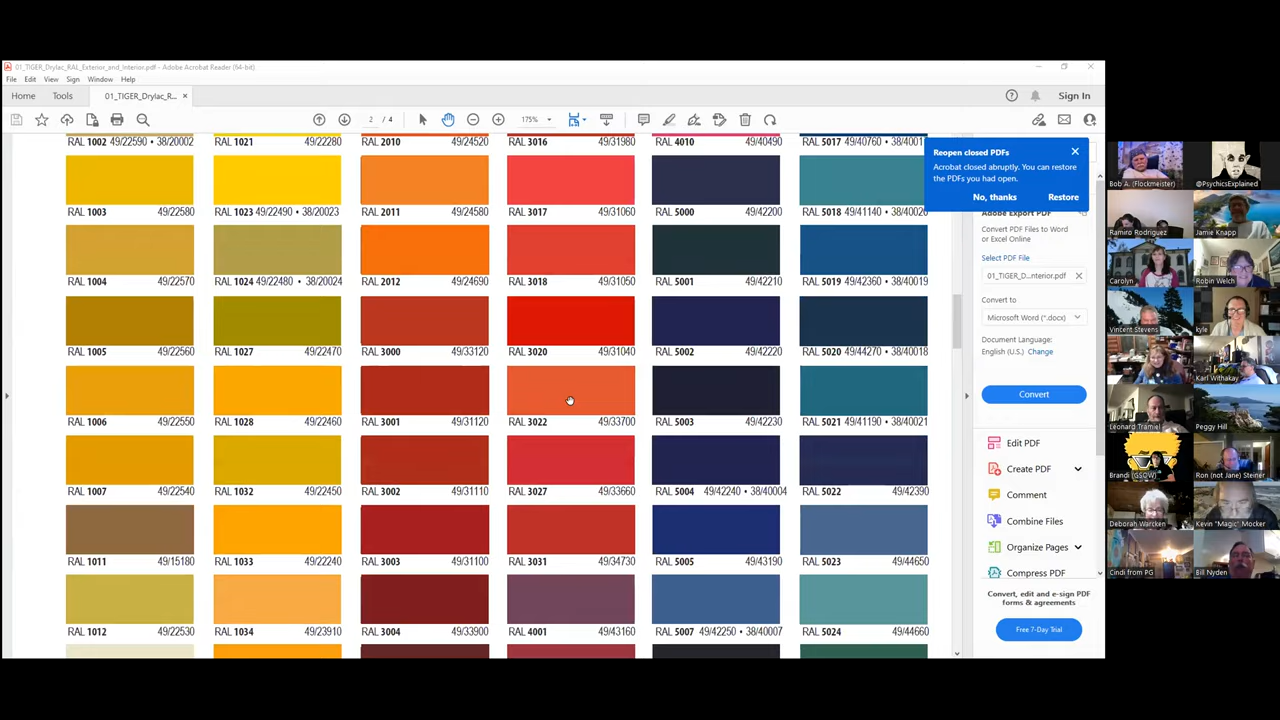 01_TIGER_Drylac_RAL_Exterior_and_Interior.pdf - Adobe Acrobat Reader (64-bit)
File Edit View Sign Window Help
Home Tools 01_TIGER_Drylac_R... × Sign In
2 / 4 175%
RAL 1002 49/22590 • 38/20002 RAL 1021 49/22280 RAL 2010 49/24520 RAL 3016 49/31980 RAL 4010 49/40490 RAL 5017 49/40760
RAL 1003 49/22580 RAL 1023 49/22490 • 38/20023 RAL 2011 49/24580 RAL 3017 49/31060 RAL 5000 49/42200 RAL 5018 49/41140 • 38/40020
RAL 1004 49/22570 RAL 1024 49/22480 • 38/20024 RAL 2012 49/24690 RAL 3018 49/31050 RAL 5001 49/42210 RAL 5019 49/42360 • 38/40019
RAL 1005 49/22560 RAL 1027 49/22470 RAL 3000 49/33120 RAL 3020 49/31040 RAL 5002 49/42220 RAL 5020 49/44270 • 38/40018
RAL 1006 49/22550 RAL 1028 49/22460 RAL 3001 49/31120 RAL 3022 49/33700 RAL 5003 49/42230 RAL 5021 49/41190 • 38/40021
RAL 1007 49/22540 RAL 1032 49/22450 RAL 3002 49/31110 RAL 3027 49/33660 RAL 5004 49/42240 • 38/40004 RAL 5022 49/42390
RAL 1011 49/15180 RAL 1033 49/22240 RAL 3003 49/31100 RAL 3031 49/34730 RAL 5005 49/43190 RAL 5023 49/44650
RAL 1012 49/22530 RAL 1034 49/23910 RAL 3004 49/33900 RAL 4001 49/43160 RAL 5007 49/42250 • 38/40007 RAL 5024 49/44660
Reopen closed PDFs
Acrobat closed abruptly. You can restore
the PDFs you had open.
No, thanks Restore
Adobe Export PDF
Convert PDF Files to Word
or Excel Online
Select PDF File
01_TIGER_D...nterior.pdf
Convert to
Microsoft Word (*.docx)
Document Language:
English (U.S.) Change
Convert
Edit PDF
Create PDF
Comment
Combine Files
Organize Pages
Compress PDF
Convert, edit and e-sign PDF
forms & agreements
Free 7-Day Trial
Bob A. (Flockmeister) @PsychicsExplained
Ramiro Rodriguez Jamie Knapp
Carolyn Robin Welch
Vincent Stevens kyle
Karl Withakay
Leonard Tramiel Peggy Hill
Brandi (GSOW) Ron (not Jane) Steiner
Deborah Warcken Kevin "Magic" Mocker
Cindi from PG Bill Nyden